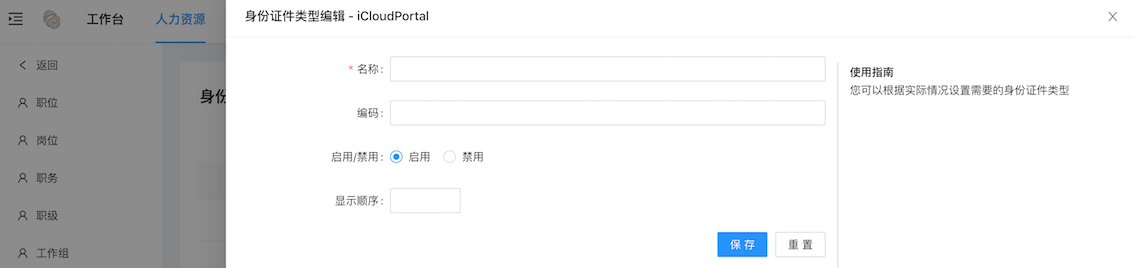 工作台
人力资源
身份证件类型编辑 - iCloudPortal
返回
职位
岗位
职务
职级
工作组
身份
* 名称:
编码:
启用/禁用:
启用
禁用
显示顺序:
保 存
重 置
使用指南
您可以根据实际情况设置需要的身份证件类型